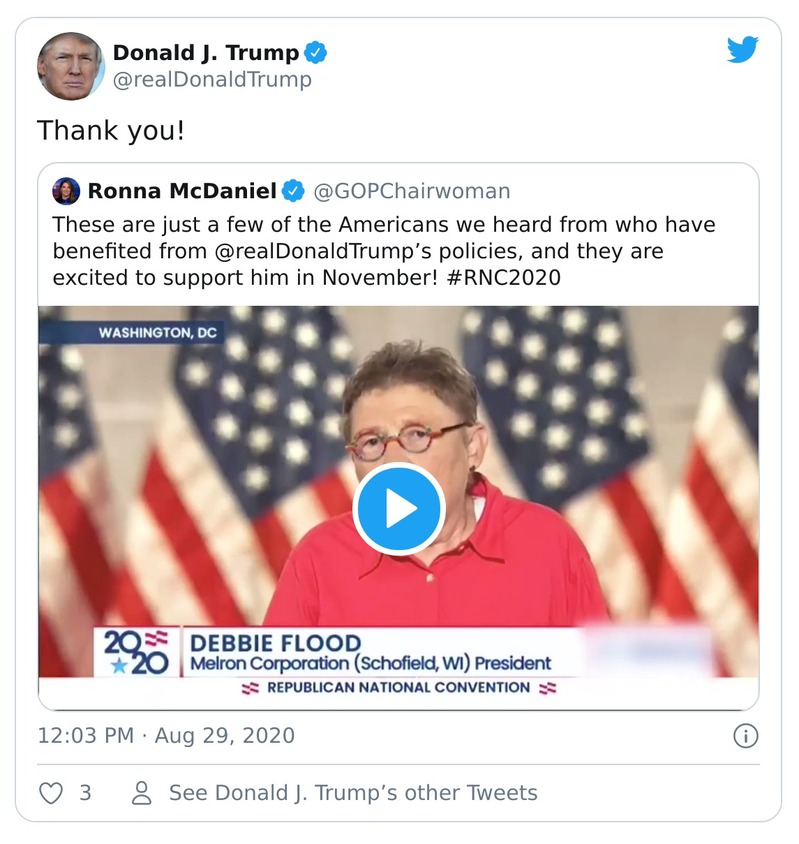 Donald J. Trump
@realDonaldTrump
Thank you!
Ronna McDaniel @GOPChairwoman
These are just a few of the Americans we heard from who have
benefited from @realDonaldTrump’s policies, and they are
excited to support him in November! #RNC2020
WASHINGTON, DC
2020
DEBBIE FLOOD
Melron Corporation (Schofield, WI) President
REPUBLICAN NATIONAL CONVENTION
12:03 PM · Aug 29, 2020
3 See Donald J. Trump’s other Tweets